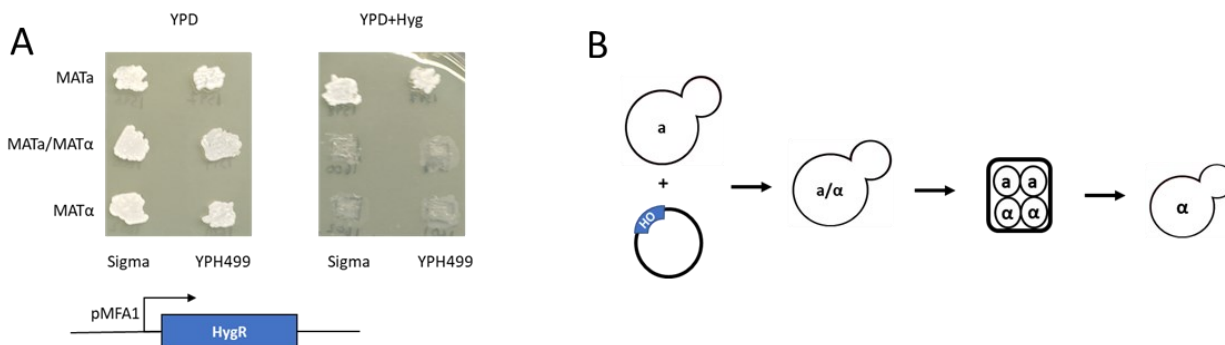 A
YPD
YPD+Hyg
MATa
MATa/MATα
MATα
Sigma
YPH499
Sigma
YPH499
pMFA1
HygR
B
a
+
HO
a/α
a a
α α
α